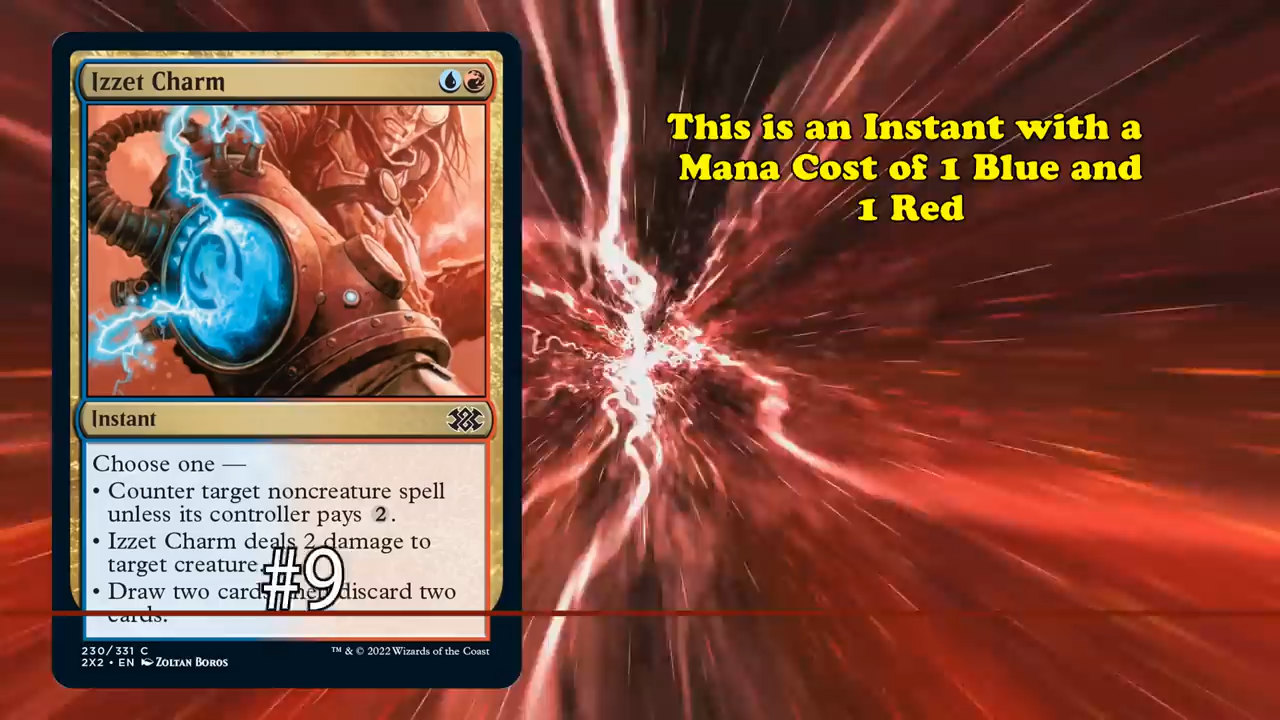 Izzet Charm
This is an Instant with a
Mana Cost of 1 Blue and
1 Red
Instant
Choose one —
• Counter target noncreature spell
unless its controller pays 2.
• Izzet Charm deals 2 damage to
target creature.
#9
• Draw two cards, then discard two
cards.
230/331 C
2X2 • EN ZOLTAN BOROS
™ & © 2022 Wizards of the Coast